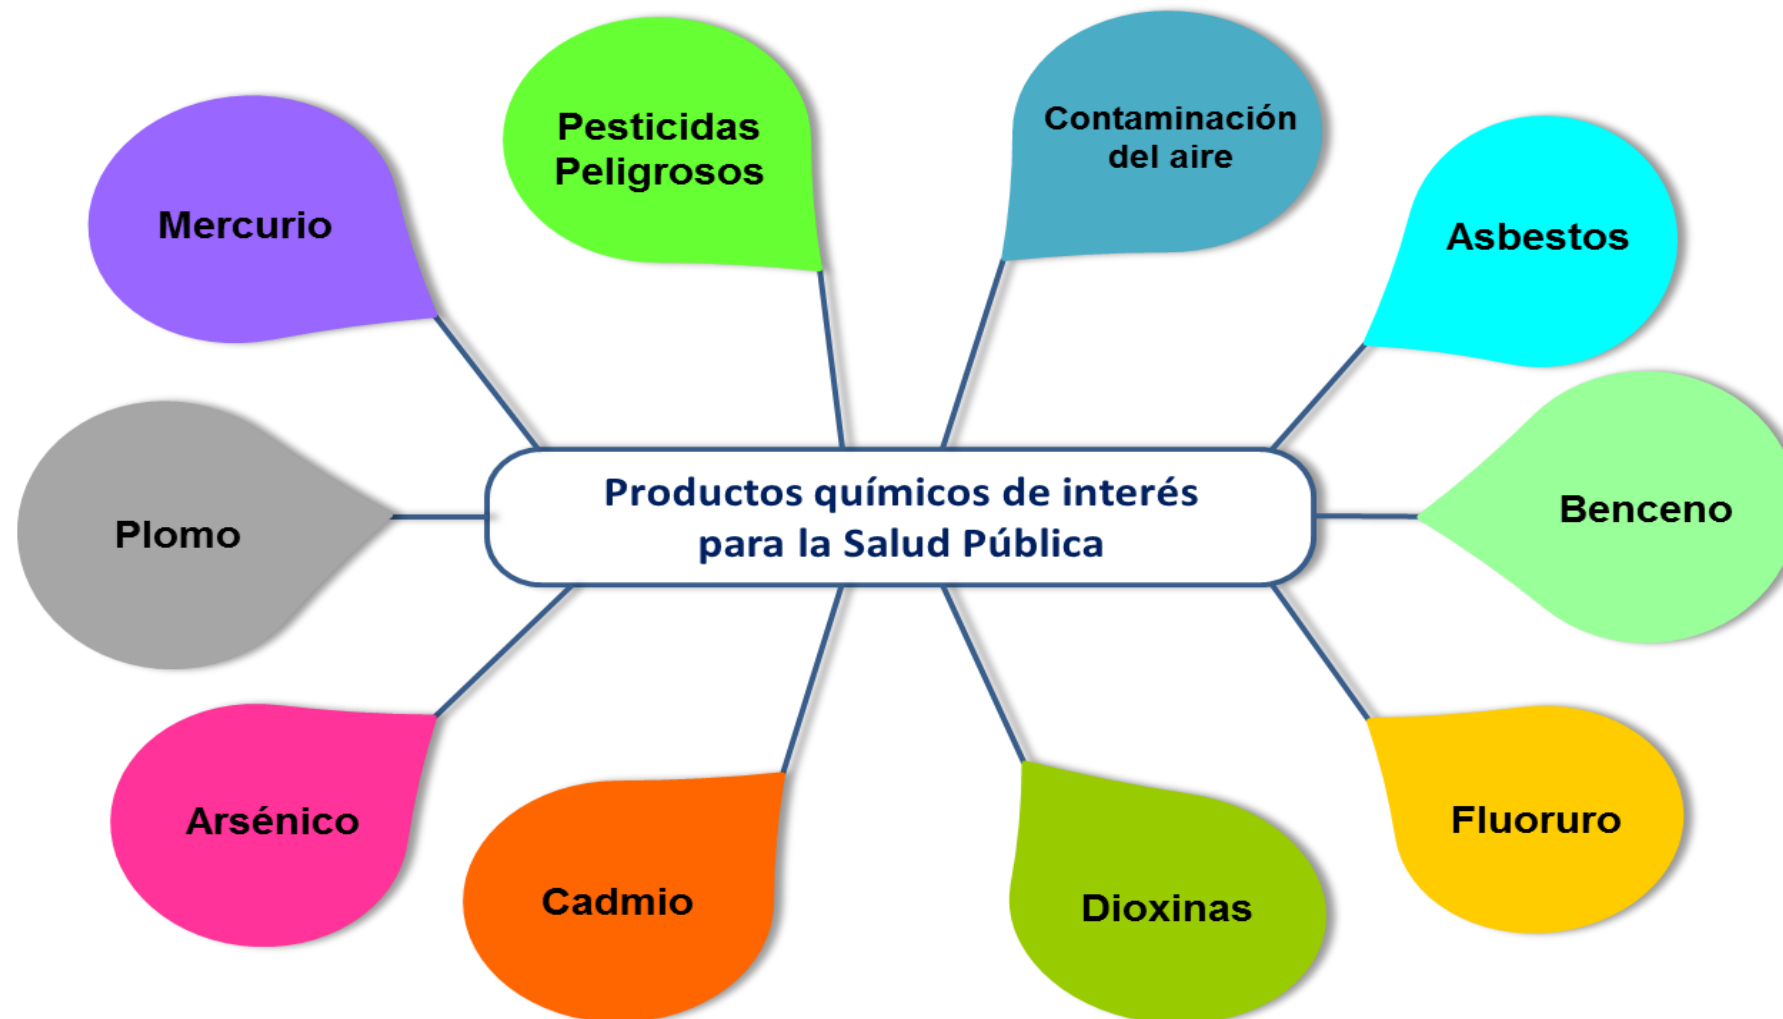 Pesticidas
Peligrosos
Contaminación
del aire
Mercurio
Asbestos
Plomo
Productos químicos de interés
para la Salud Pública
Benceno
Arsénico
Cadmio
Dioxinas
Fluoruro